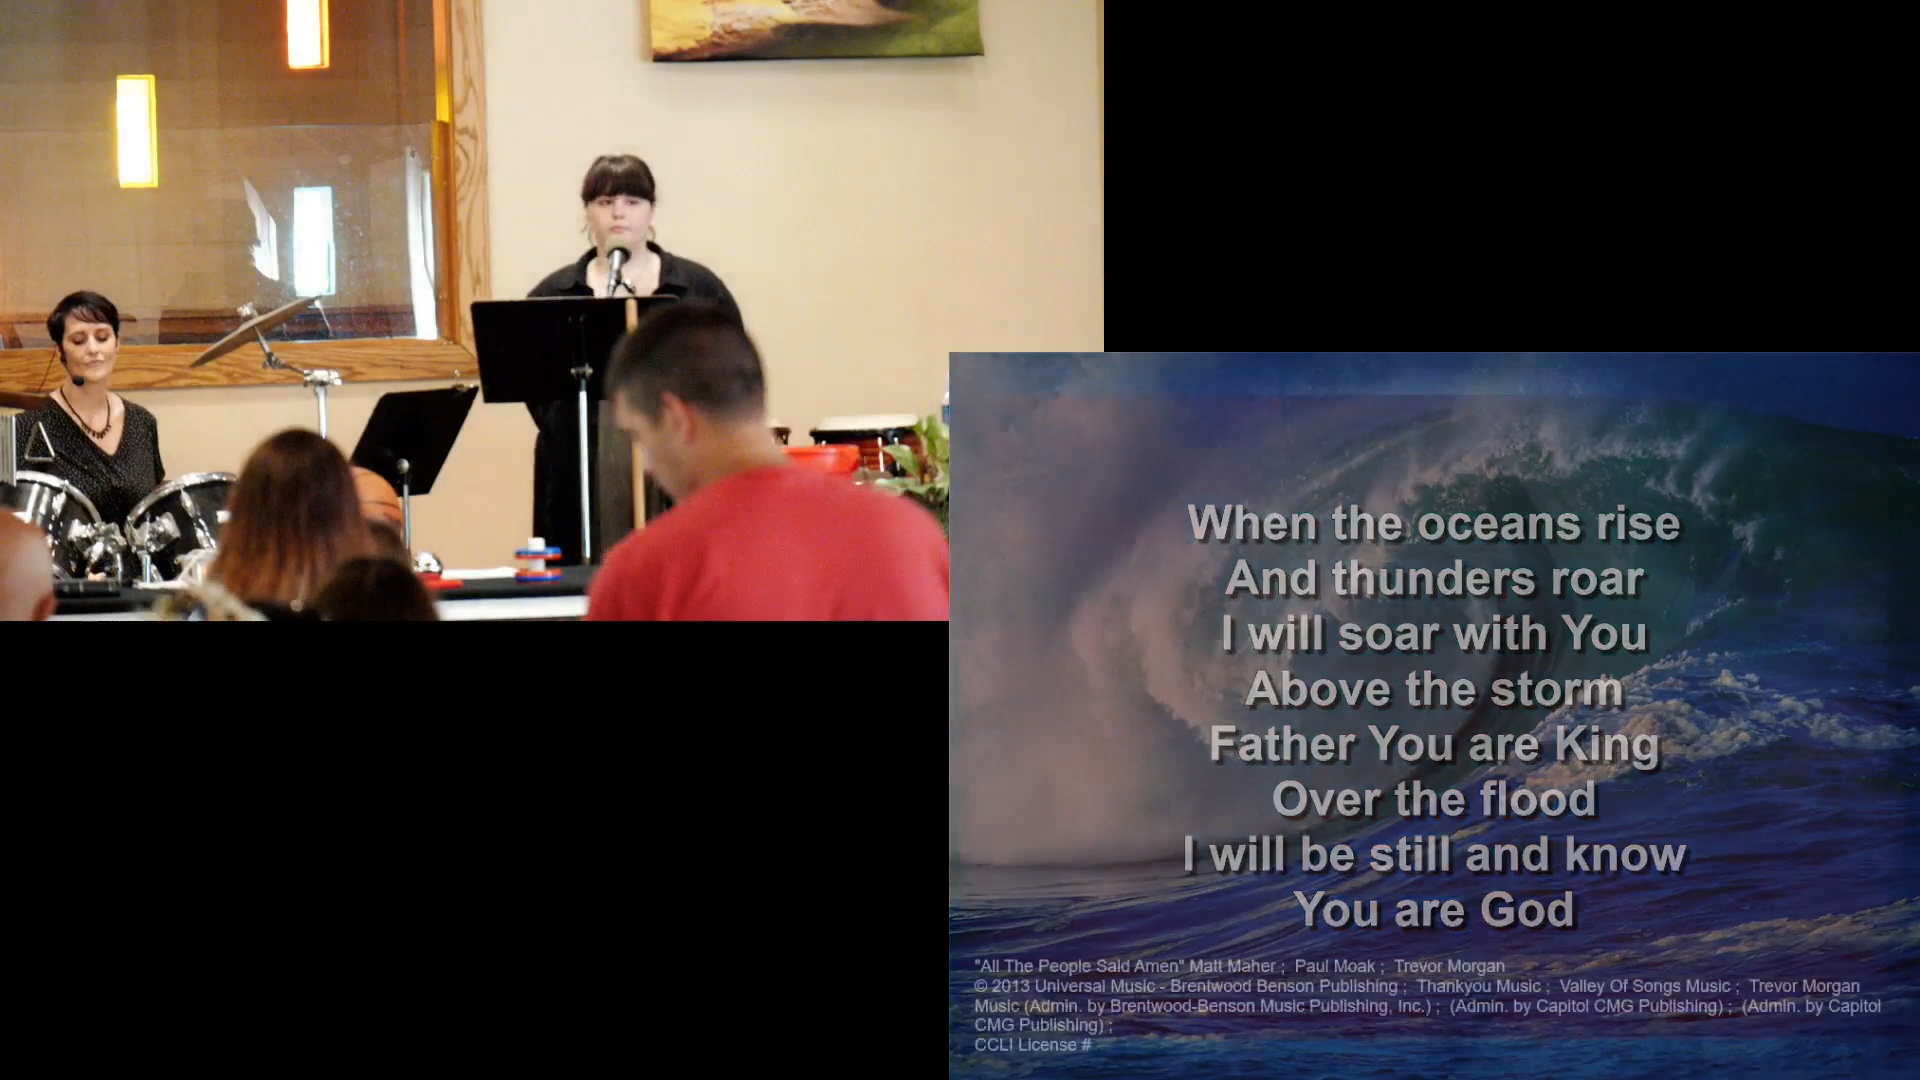 When the oceans rise
And thunders roar
I will soar with You
Above the storm
Father You are King
Over the flood
I will be still and know
You are God
"All The People Said Amen" Matt Maher ; Paul Moak ; Trevor Morgan
© 2013 Universal Music - Brentwood Benson Publishing ; Thankyou Music ; Valley Of Songs Music ; Trevor Morgan
Music (Admin. by Brentwood-Benson Music Publishing, Inc.) ; (Admin. by Capitol CMG Publishing) ; (Admin. by Capitol
CMG Publishing) ;
CCLI License #